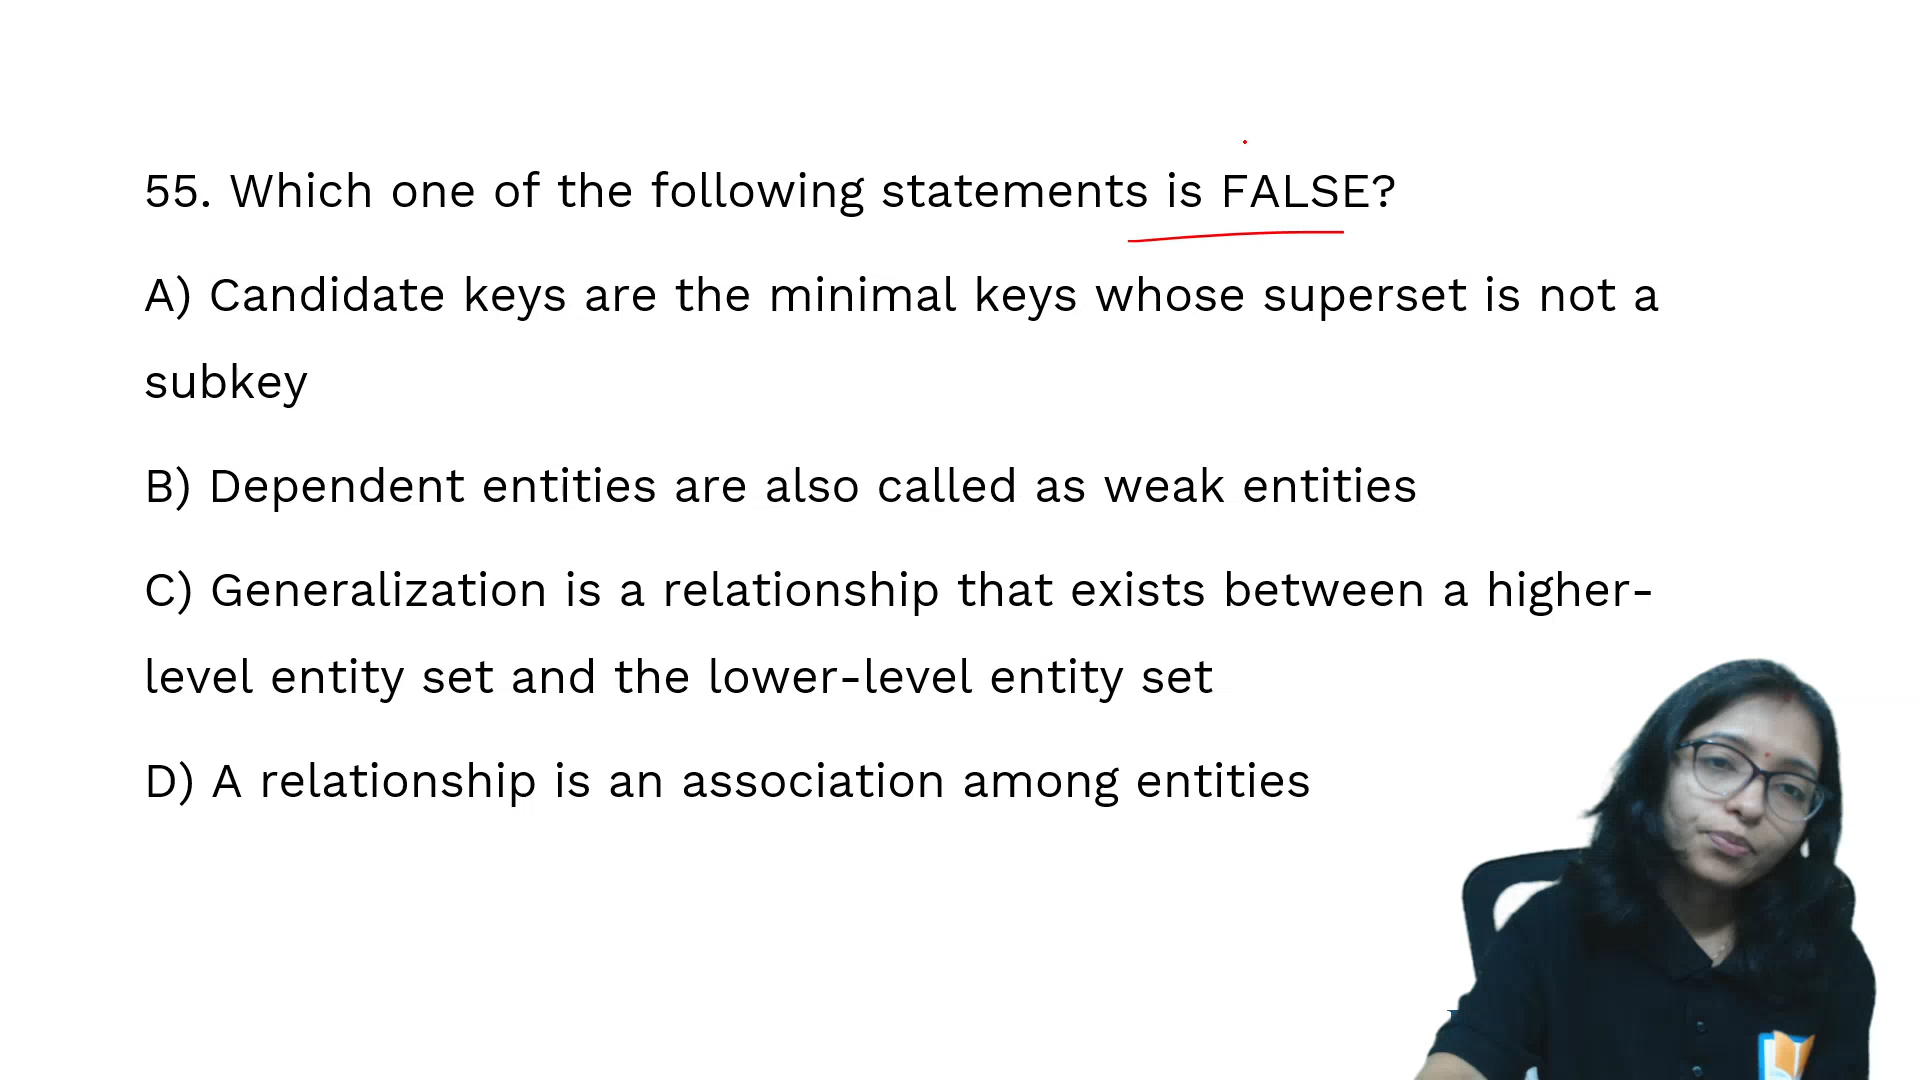 55. Which one of the following statements is FALSE?
A) Candidate keys are the minimal keys whose superset is not a
subkey
B) Dependent entities are also called as weak entities
C) Generalization is a relationship that exists between a higher-
level entity set and the lower-level entity set
D) A relationship is an association among entities